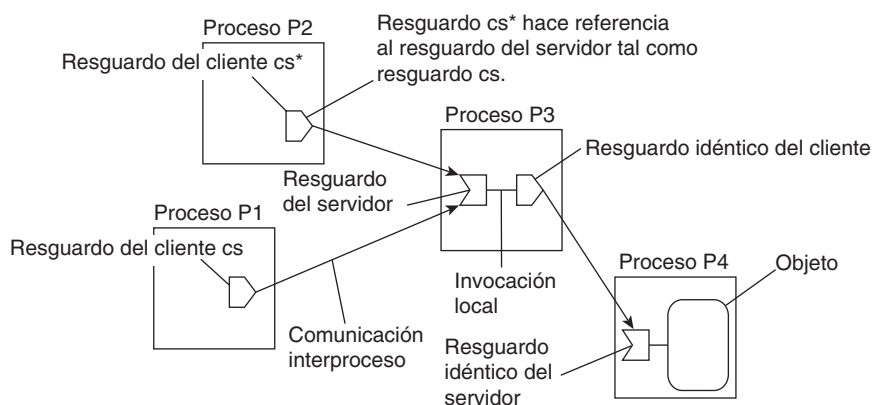 Proceso P2
Resguardo del cliente cs*
Resguardo cs* hace referencia
al resguardo del servidor tal como
resguardo cs.
Proceso P3
Resguardo idéntico del cliente
Resguardo
del servidor
Proceso P1
Resguardo del cliente cs
Invocación
local
Proceso P4
Objeto
Comunicación
interproceso
Resguardo
idéntico del
servidor